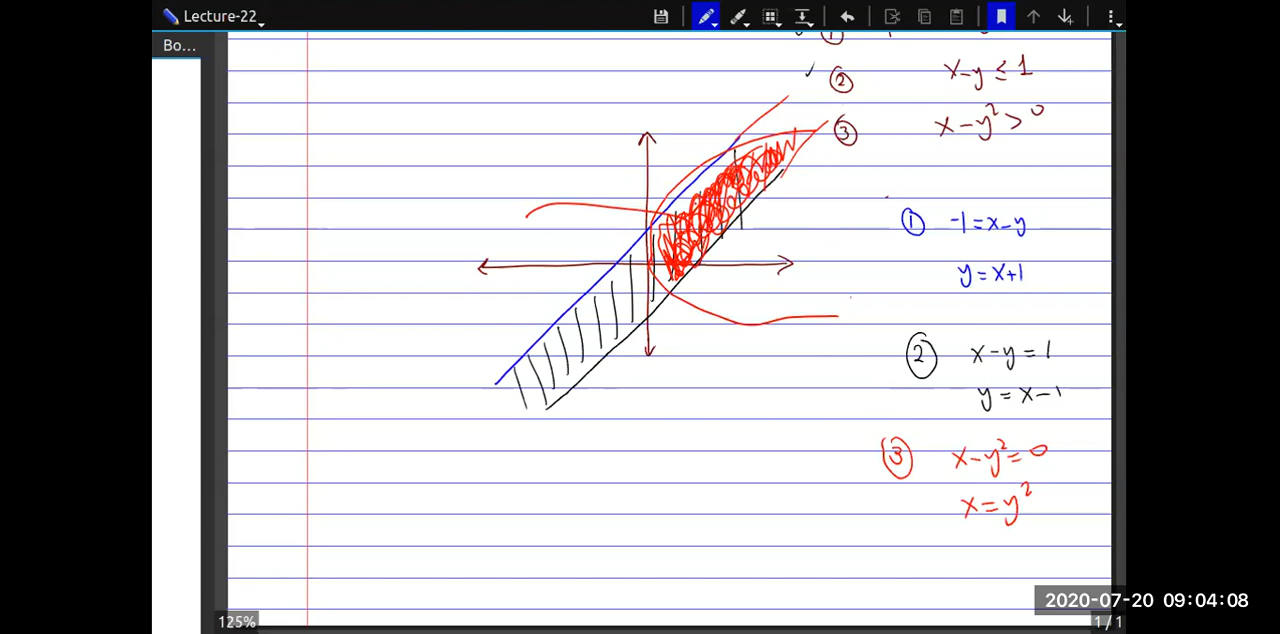 Lecture-22
Bo...
② x-y ≤ 1
③ x-y² > 0
① -1=x-y
y=x+1
② x-y=1
y=x-1
③ x-y²=0
x=y²
2020-07-20 09:04:08
125%
1/1